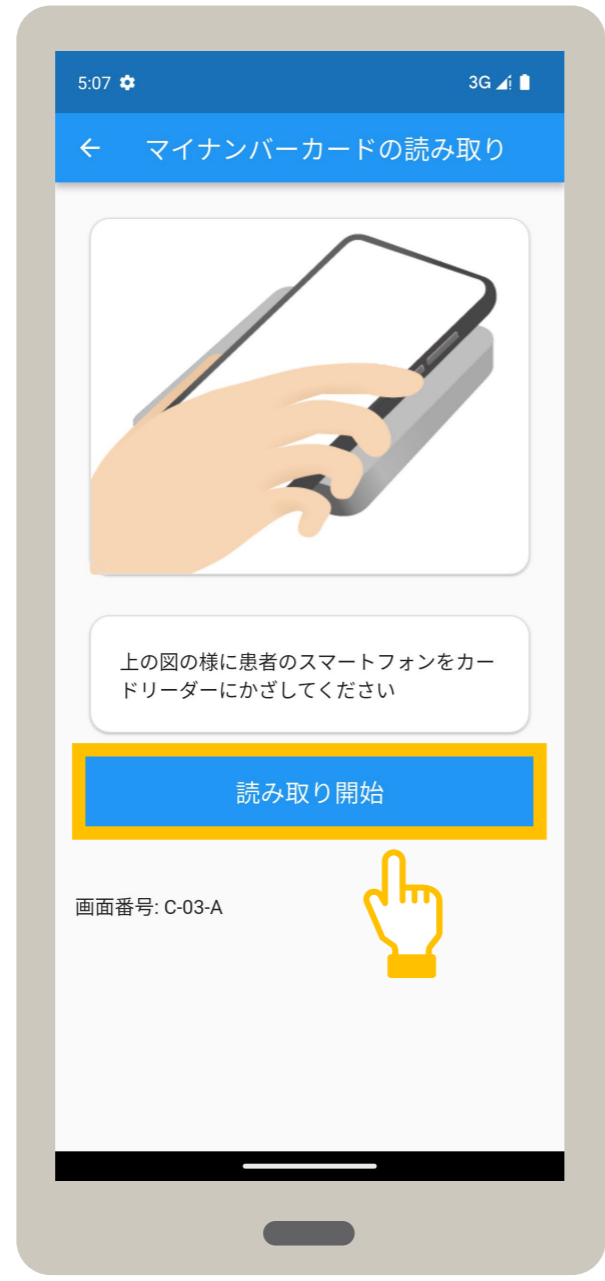 5:07 3G
マイナンバーカードの読み取り
上の図の様に患者のスマートフォンをカー
ドリーダーにかざしてください
読み取り開始
画面番号: C-03-A